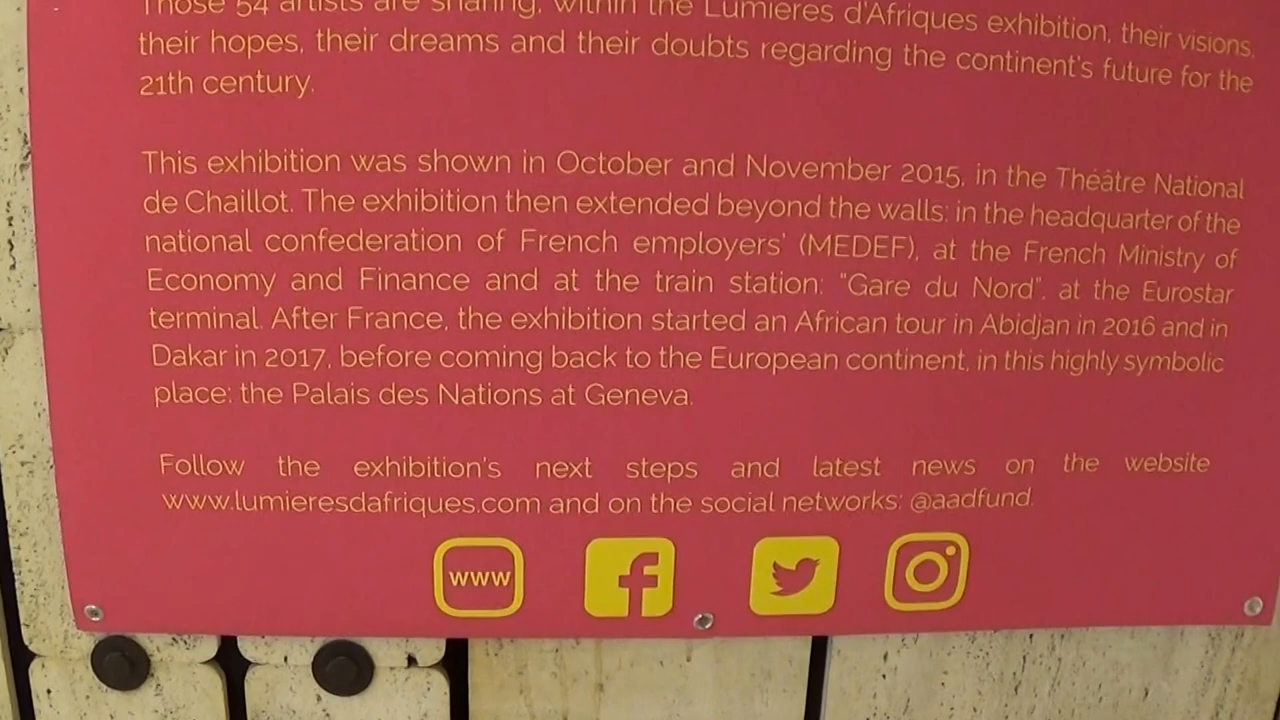 Those 54 artists are sharing, within the Lumières d'Afriques exhibition, their visions,
their hopes, their dreams and their doubts regarding the continent's future for the
21th century.
This exhibition was shown in October and November 2015, in the Théâtre National
de Chaillot. The exhibition then extended beyond the walls: in the headquarter of the
national confederation of French employers' (MEDEF), at the French Ministry of
Economy and Finance and at the train station: "Gare du Nord", at the Eurostar
terminal. After France, the exhibition started an African tour in Abidjan in 2016 and in
Dakar in 2017, before coming back to the European continent, in this highly symbolic
place: the Palais des Nations at Geneva.
Follow the exhibition's next steps and latest news on the website
www.lumieresdafriques.com and on the social networks: @aadfund.
www